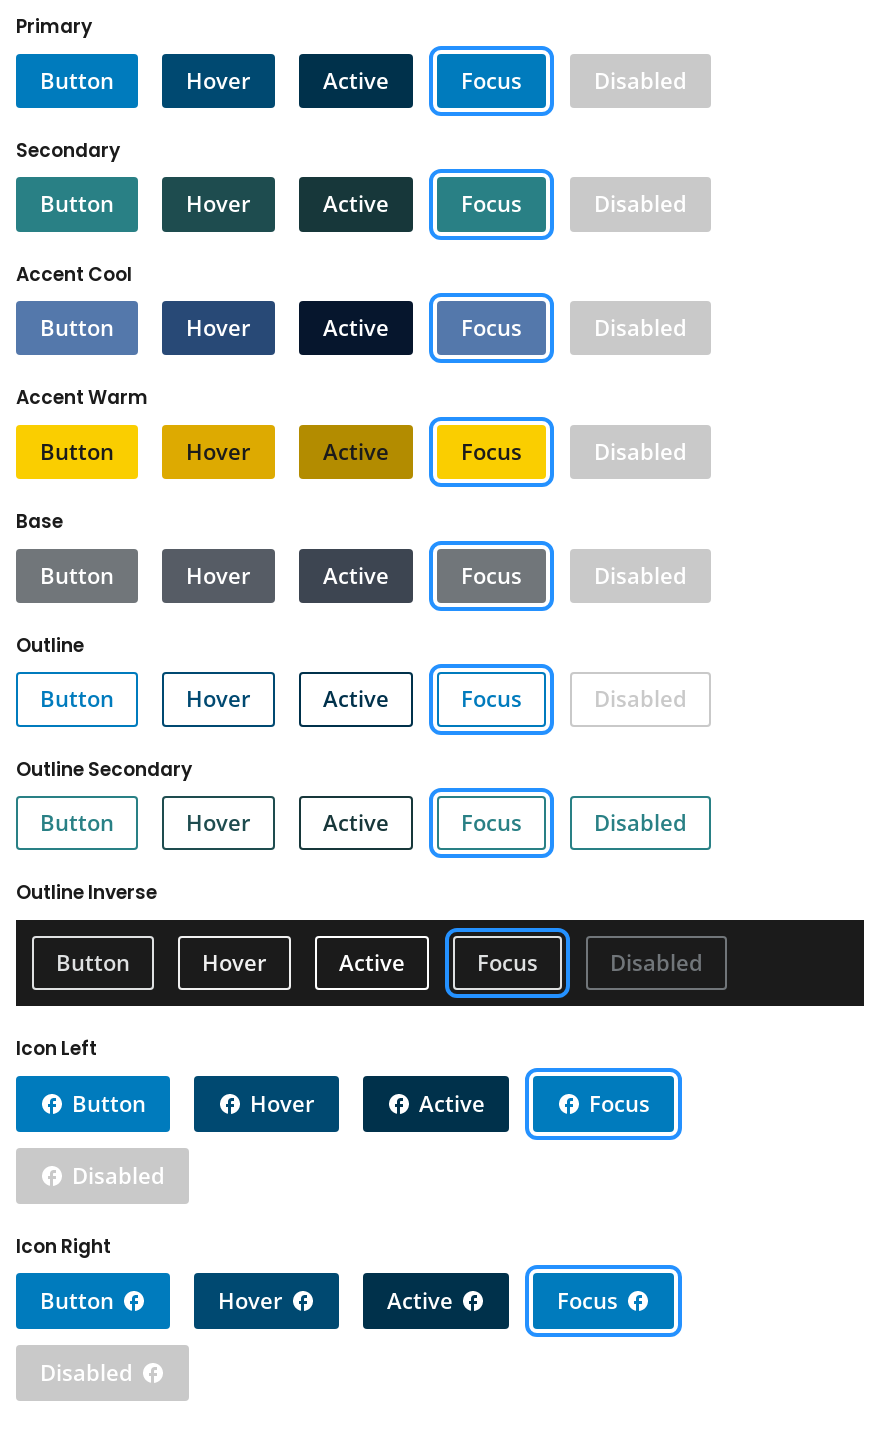 Primary
Button Hover Active Focus Disabled
Secondary
Button Hover Active Focus Disabled
Accent Cool
Button Hover Active Focus Disabled
Accent Warm
Button Hover Active Focus Disabled
Base
Button Hover Active Focus Disabled
Outline
Button Hover Active Focus Disabled
Outline Secondary
Button Hover Active Focus Disabled
Outline Inverse
Button Hover Active Focus Disabled
Icon Left
Button Hover Active Focus
Disabled
Icon Right
Button Hover Active Focus
Disabled